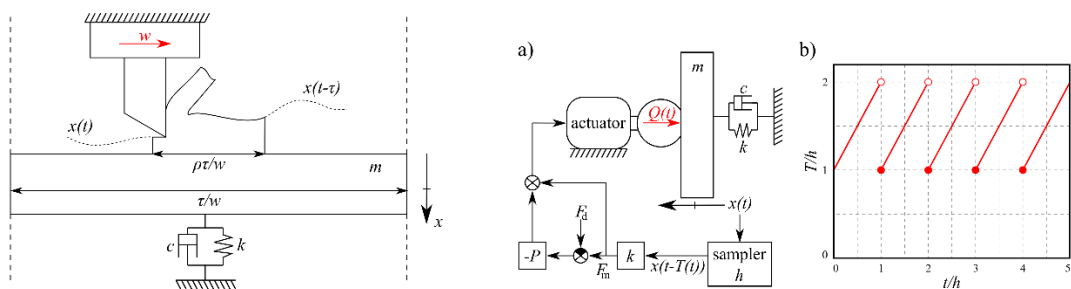 w
x(t-τ)
x(t)
ρτ/w
m
τ/w
x
c
k
a)
m
c
Q(t)
actuator
k
x(t)
F_d
-P
F_m
k
x(t-T(t))
sampler
h
b)
T/h
2
1
0
0
1
2
3
4
5
t/h